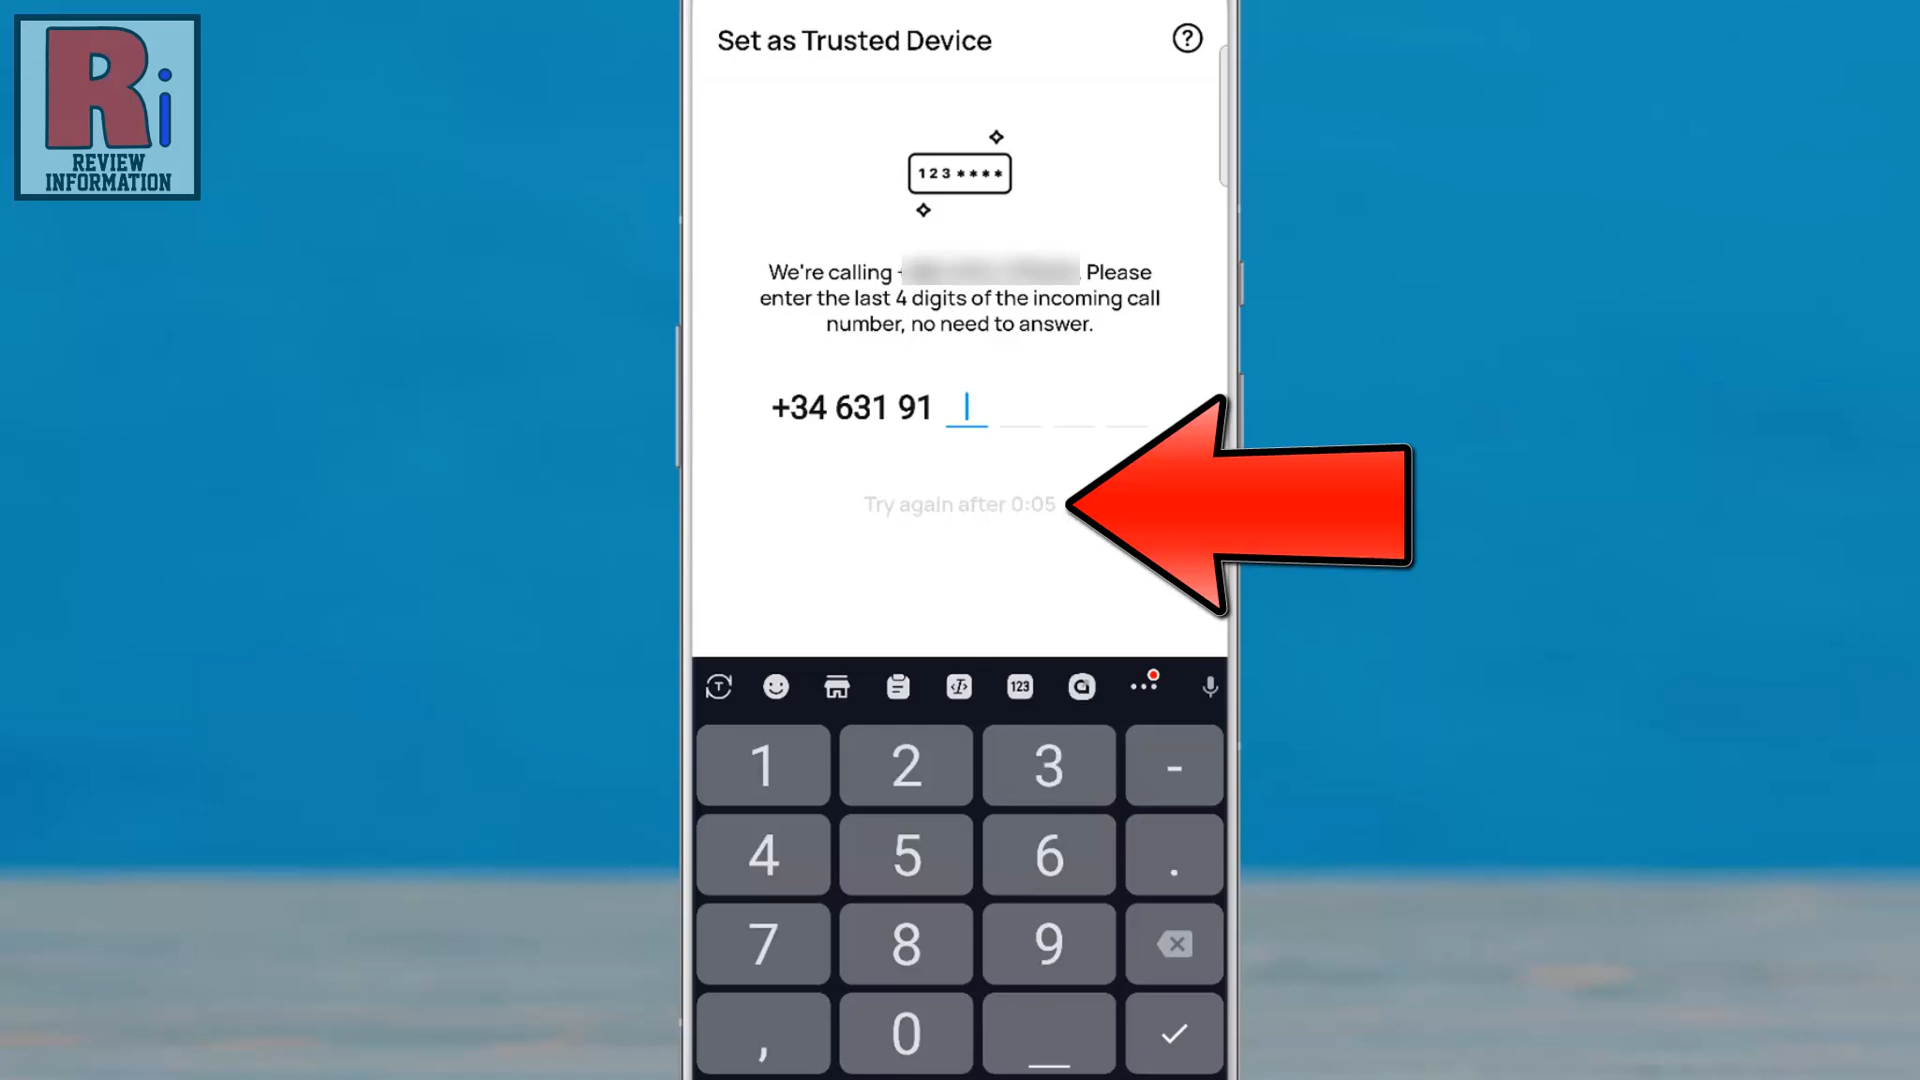 Ri
REVIEW
INFORMATION
Set as Trusted Device
?
123****
We're calling . Please
enter the last 4 digits of the incoming call
number, no need to answer.
+34 631 91
Try again after 0:05
T 123
1 2 3 -
4 5 6 .
7 8 9
, 0